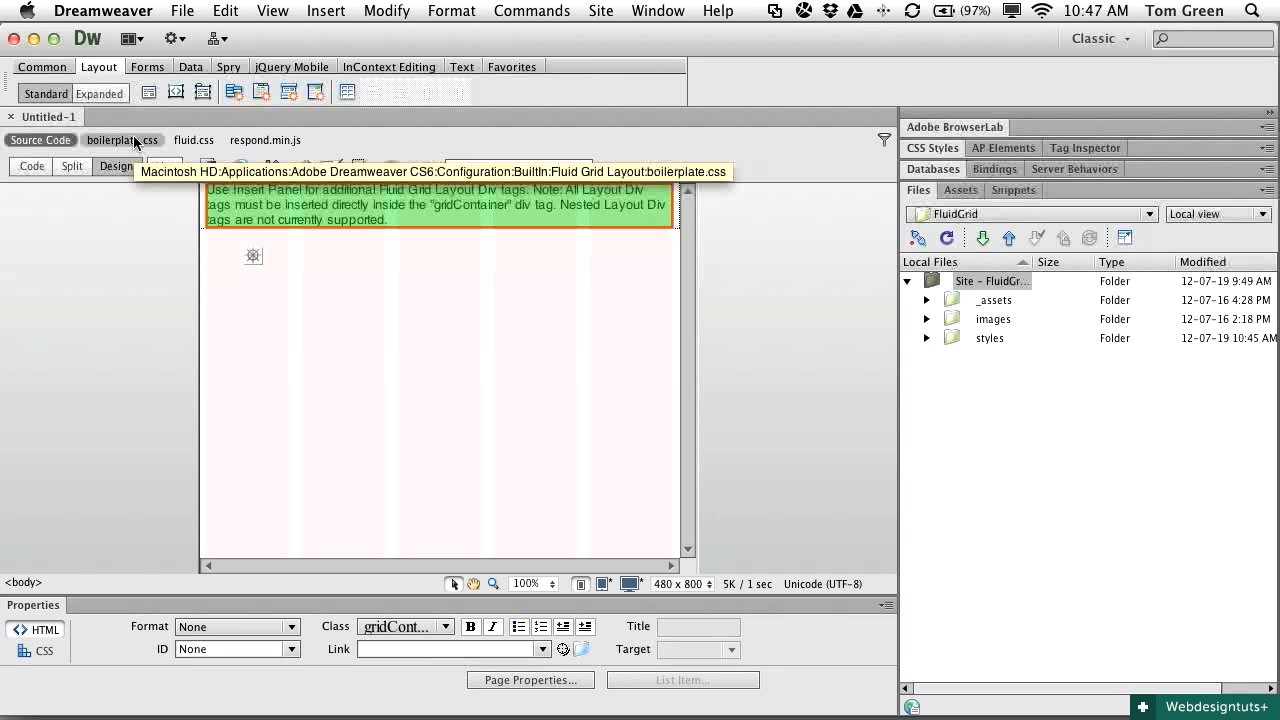 Dreamweaver File Edit View Insert Modify Format Commands Site Window Help (97%) 10:47 AM Tom Green
Dw Classic
Common Layout Forms Data Spry jQuery Mobile InContext Editing Text Favorites
Standard Expanded
× Untitled-1
Source Code boilerplate.css fluid.css respond.min.js
Code Split Design
Macintosh HD:Applications:Adobe Dreamweaver CS6:Configuration:BuiltIn:Fluid Grid Layout:boilerplate.css
Use Insert Panel for additional Fluid Grid Layout Div tags. Note: All Layout Div
tags must be inserted directly inside the "gridContainer" div tag. Nested Layout Div
tags are not currently supported.
<body>
100% 480 x 800 5K / 1 sec Unicode (UTF-8)
Properties
<> HTML Format None Class gridCont... B I Title
CSS ID None Link Target
Page Properties... List Item...
Adobe BrowserLab
CSS Styles AP Elements Tag Inspector
Databases Bindings Server Behaviors
Files Assets Snippets
FluidGrid Local view
Local Files Size Type Modified
Site - FluidGr... Folder 12-07-19 9:49 AM
_assets Folder 12-07-16 4:28 PM
images Folder 12-07-16 2:18 PM
styles Folder 12-07-19 10:45 AM
Webdesigntuts+